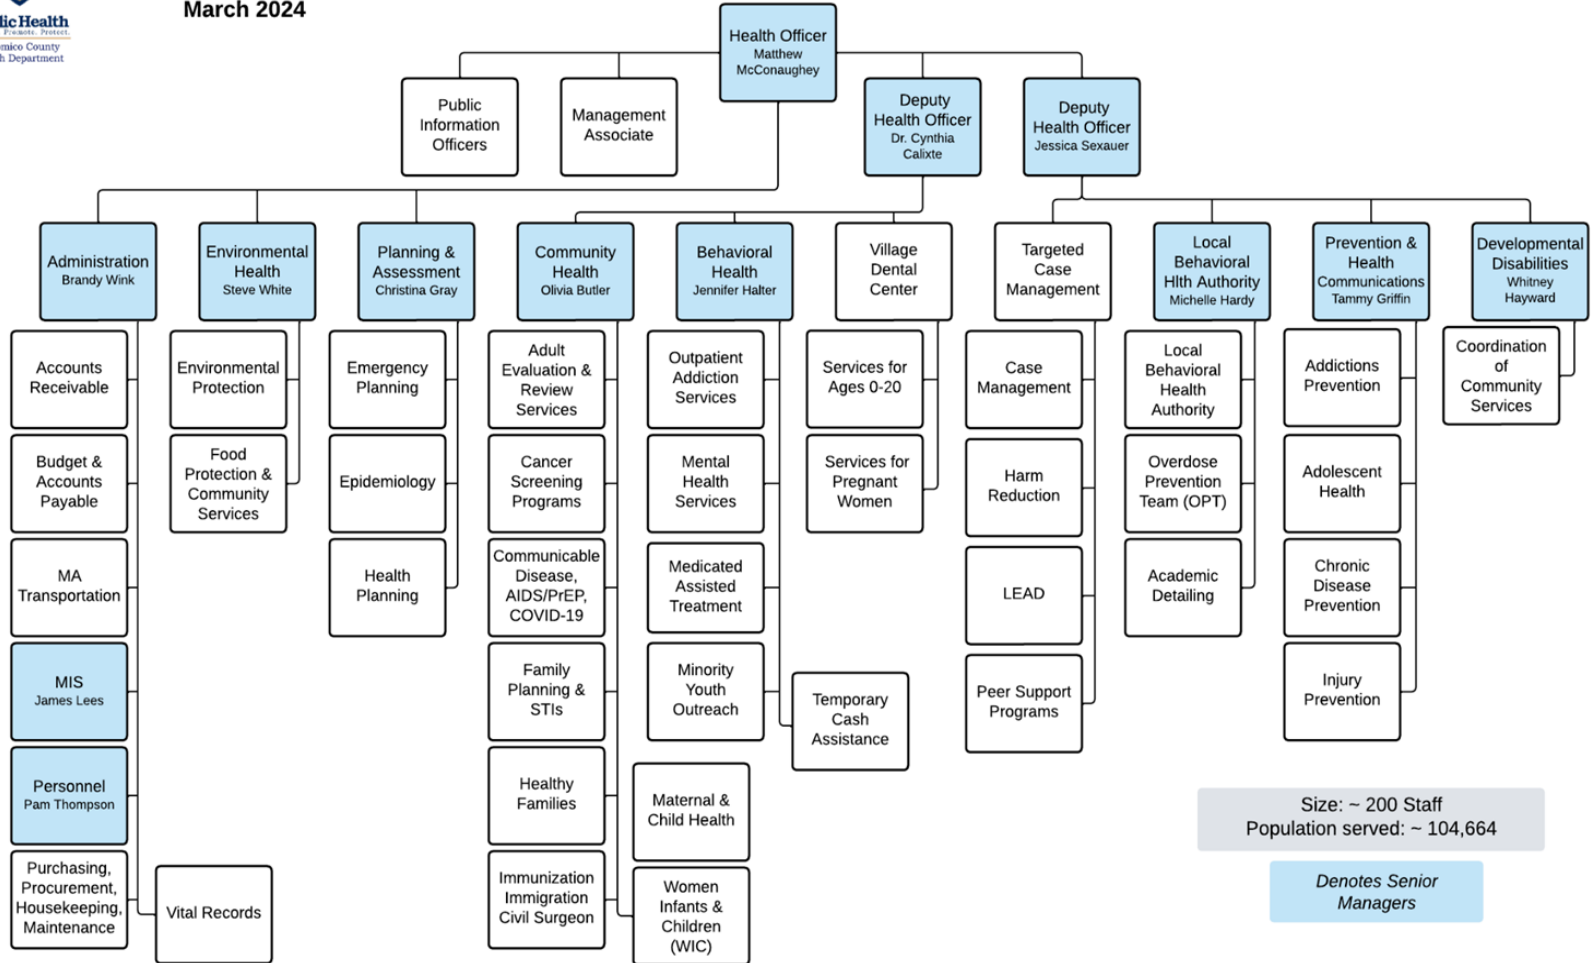 March 2024
Public Health
Promote. Protect.
mico County
h Department
Health Officer
Matthew
McConaughey
Public
Information
Officers
Management
Associate
Deputy
Health Officer
Dr. Cynthia
Calixte
Deputy
Health Officer
Jessica Sexauer
Administration
Brandy Wink
Environmental
Health
Steve White
Planning &
Assessment
Christina Gray
Community
Health
Olivia Butler
Behavioral
Health
Jennifer Halter
Village
Dental
Center
Targeted
Case
Management
Local
Behavioral
Hlth Authority
Michelle Hardy
Prevention &
Health
Communications
Tammy Griffin
Developmental
Disabilities
Whitney
Hayward
Accounts
Receivable
Budget &
Accounts
Payable
MA
Transportation
MIS
James Lees
Personnel
Pam Thompson
Purchasing,
Procurement,
Housekeeping,
Maintenance
Vital Records
Environmental
Protection
Food
Protection &
Community
Services
Emergency
Planning
Epidemiology
Health
Planning
Adult
Evaluation &
Review
Services
Cancer
Screening
Programs
Communicable
Disease,
AIDS/PrEP,
COVID-19
Family
Planning &
STIs
Healthy
Families
Immunization
Immigration
Civil Surgeon
Maternal &
Child Health
Women
Infants &
Children
(WIC)
Outpatient
Addiction
Services
Mental
Health
Services
Medicated
Assisted
Treatment
Minority
Youth
Outreach
Temporary
Cash
Assistance
Services for
Ages 0-20
Services for
Pregnant
Women
Case
Management
Harm
Reduction
LEAD
Peer Support
Programs
Local
Behavioral
Health
Authority
Overdose
Prevention
Team (OPT)
Academic
Detailing
Addictions
Prevention
Adolescent
Health
Chronic
Disease
Prevention
Injury
Prevention
Coordination
of
Community
Services
Size: ~ 200 Staff
Population served: ~ 104,664
Denotes Senior
Managers